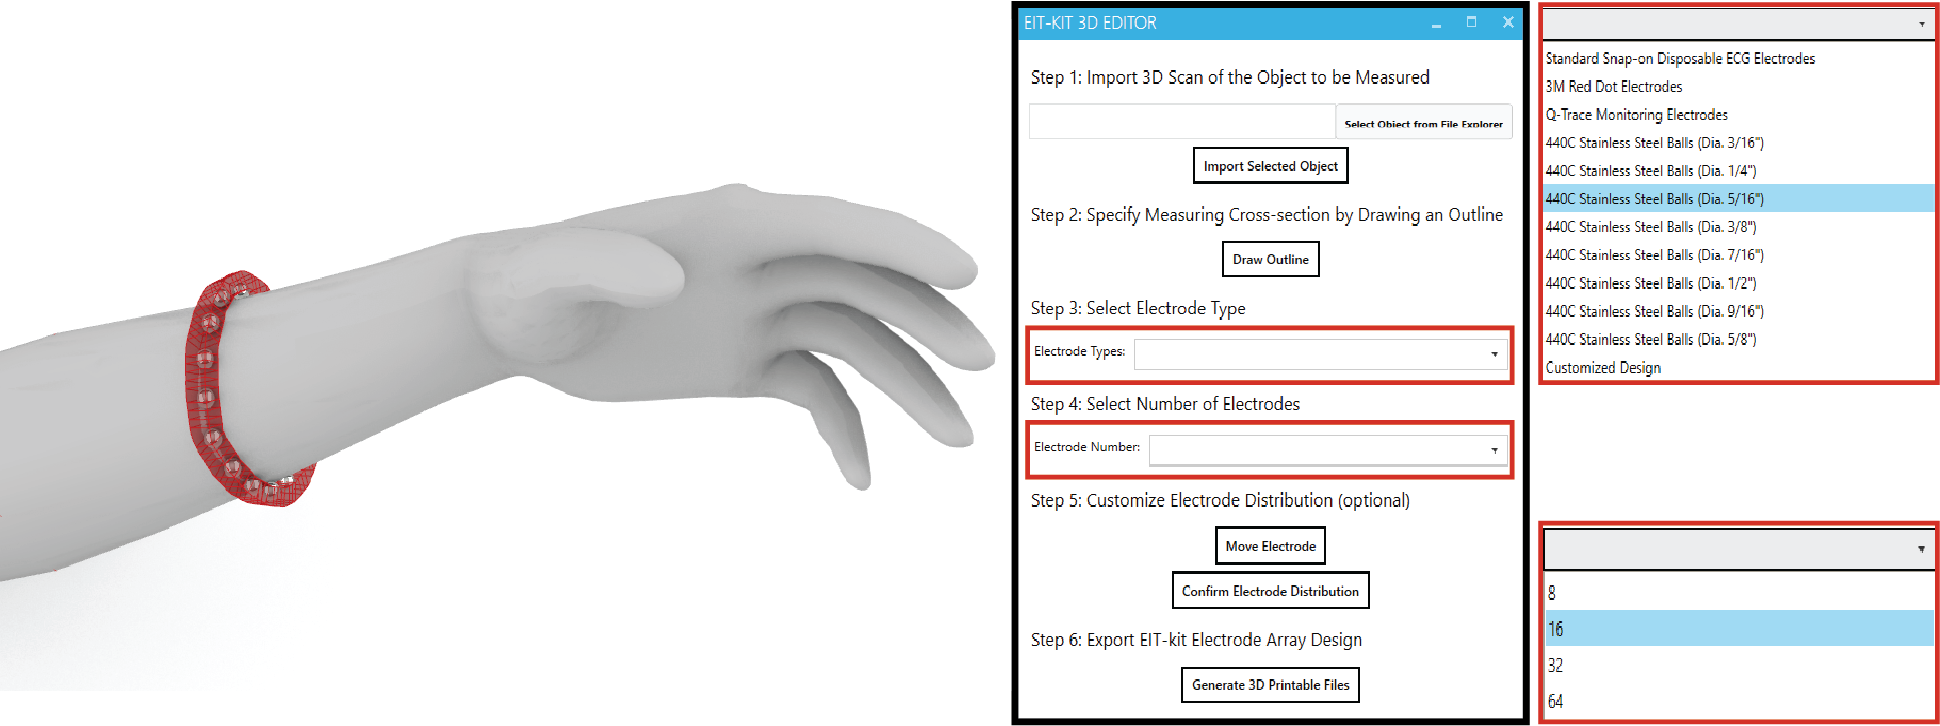 EIT-KIT 3D EDITOR
Step 1: Import 3D Scan of the Object to be Measured
Select Object from File Explorer
Import Selected Object
Step 2: Specify Measuring Cross-section by Drawing an Outline
Draw Outline
Step 3: Select Electrode Type
Electrode Types:
Step 4: Select Number of Electrodes
Electrode Number:
Step 5: Customize Electrode Distribution (optional)
Move Electrode
Confirm Electrode Distribution
Step 6: Export EIT-kit Electrode Array Design
Generate 3D Printable Files
Standard Snap-on Disposable ECG Electrodes
3M Red Dot Electrodes
Q-Trace Monitoring Electrodes
440C Stainless Steel Balls (Dia. 3/16")
440C Stainless Steel Balls (Dia. 1/4")
440C Stainless Steel Balls (Dia. 5/16")
440C Stainless Steel Balls (Dia. 3/8")
440C Stainless Steel Balls (Dia. 7/16")
440C Stainless Steel Balls (Dia. 1/2")
440C Stainless Steel Balls (Dia. 9/16")
440C Stainless Steel Balls (Dia. 5/8")
Customized Design
8
16
32
64